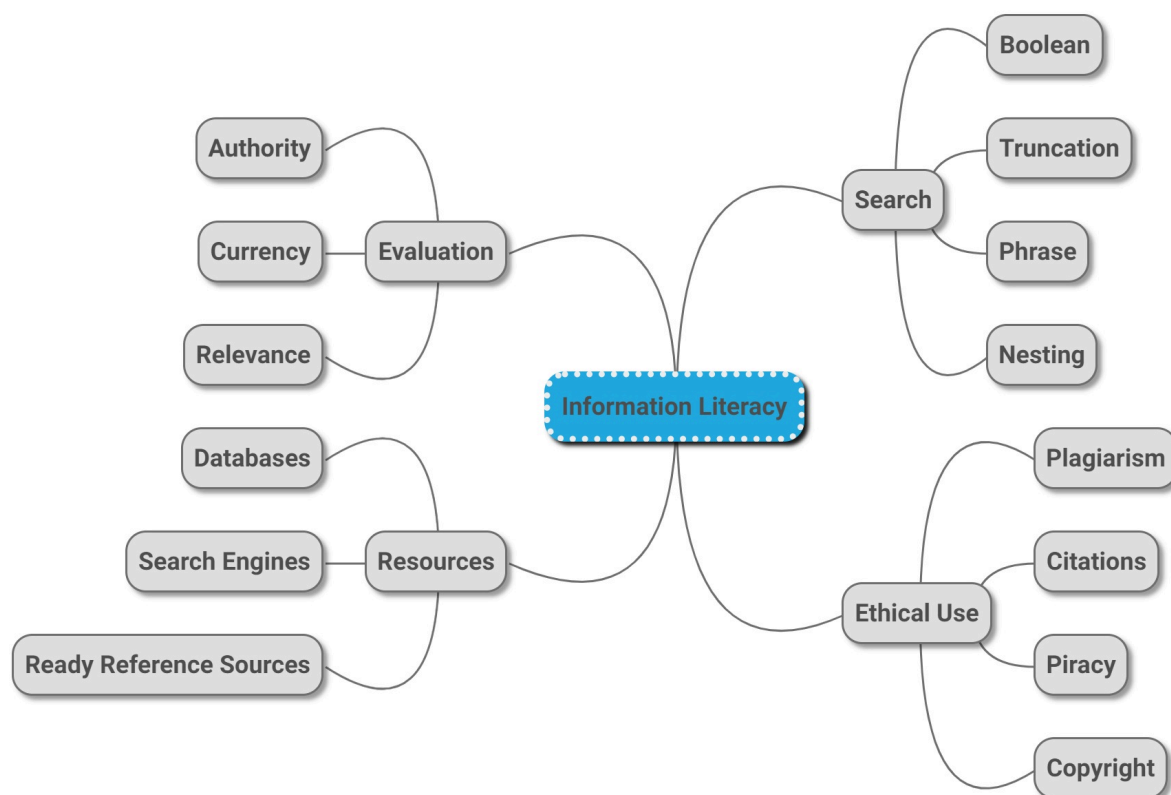 Information Literacy
Evaluation
Authority
Currency
Relevance
Resources
Databases
Search Engines
Ready Reference Sources
Search
Boolean
Truncation
Phrase
Nesting
Ethical Use
Plagiarism
Citations
Piracy
Copyright